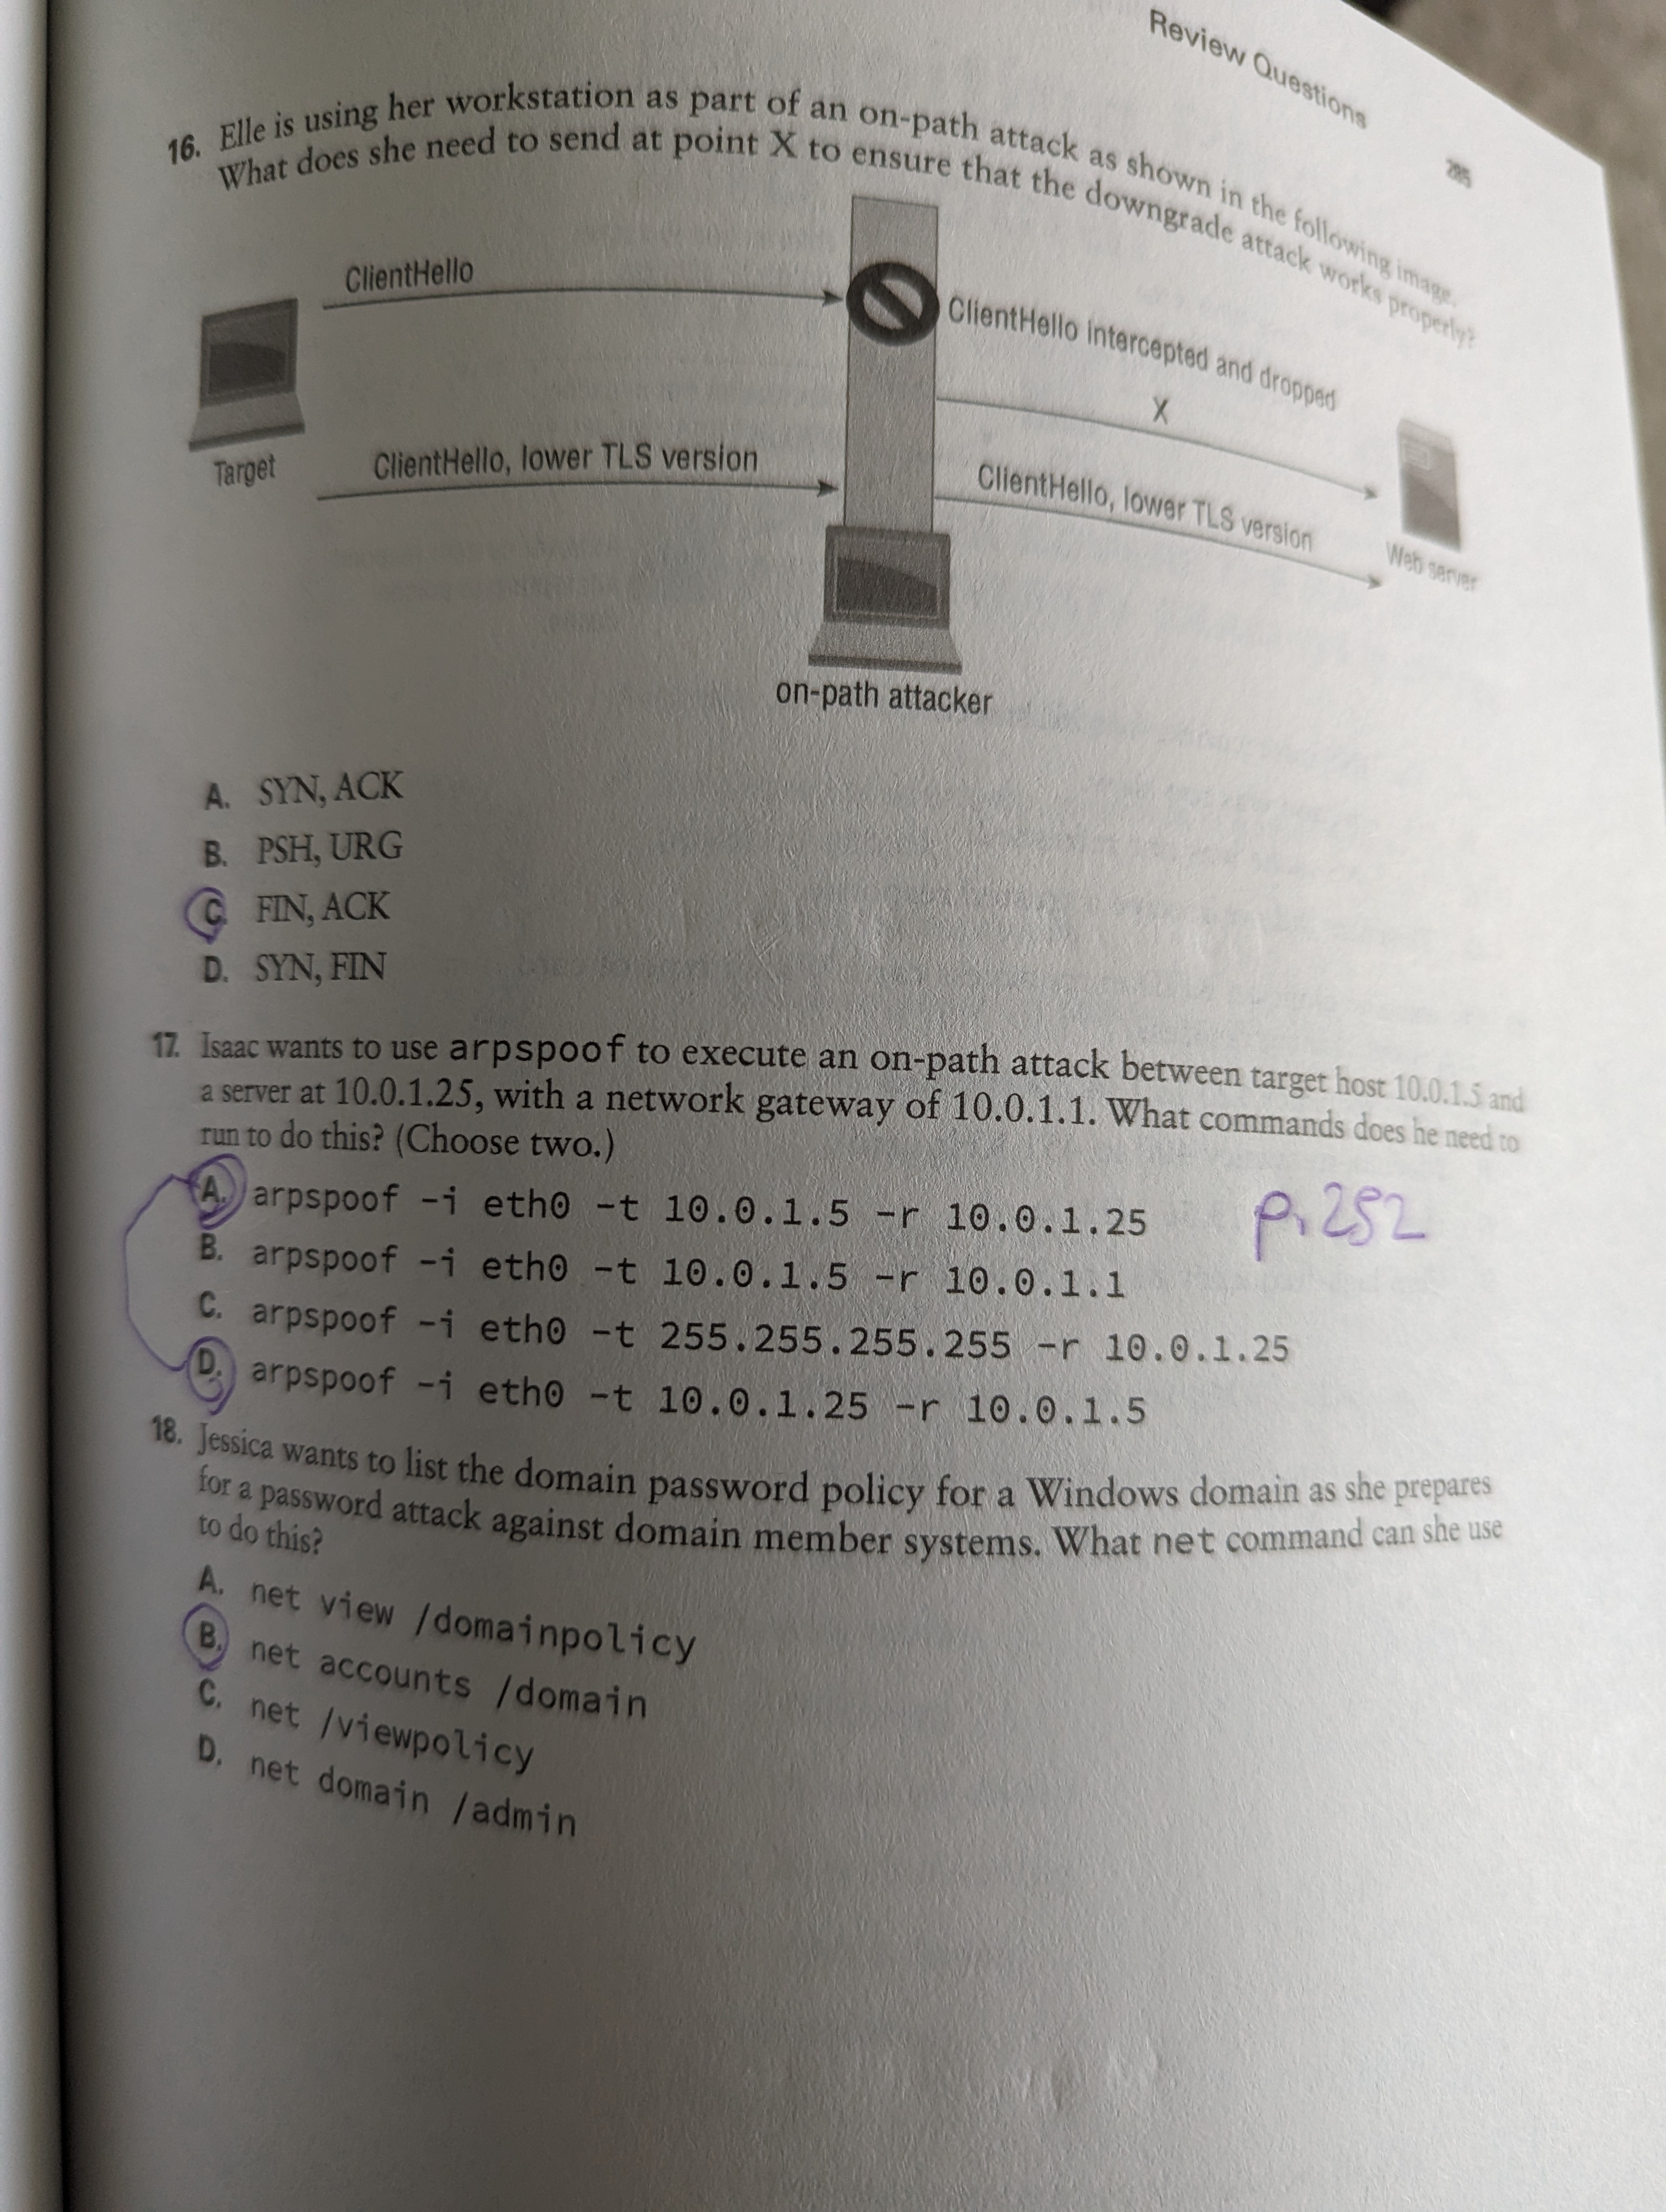 Review Questions
285
16. Elle is using her workstation as part of an on-path attack as shown in the following image.
What does she need to send at point X to ensure that the downgrade attack works properly?
ClientHello
ClientHello intercepted and dropped
X
Target
ClientHello, lower TLS version
ClientHello, lower TLS version
Web server
on-path attacker
A. SYN, ACK
B. PSH, URG
C. FIN, ACK
D. SYN, FIN
17. Isaac wants to use arpspoof to execute an on-path attack between target host 10.0.1.5 and
a server at 10.0.1.25, with a network gateway of 10.0.1.1. What commands does he need to
run to do this? (Choose two.)
A. arpspoof -i eth0 -t 10.0.1.5 -r 10.0.1.25
p. 252
B. arpspoof -i eth0 -t 10.0.1.5 -r 10.0.1.1
C. arpspoof -i eth0 -t 255.255.255.255 -r 10.0.1.25
D. arpspoof -i eth0 -t 10.0.1.25 -r 10.0.1.5
18. Jessica wants to list the domain password policy for a Windows domain as she prepares
for a password attack against domain member systems. What net command can she use
to do this?
A. net view /domainpolicy
B. net accounts /domain
C. net /viewpolicy
D. net domain /admin